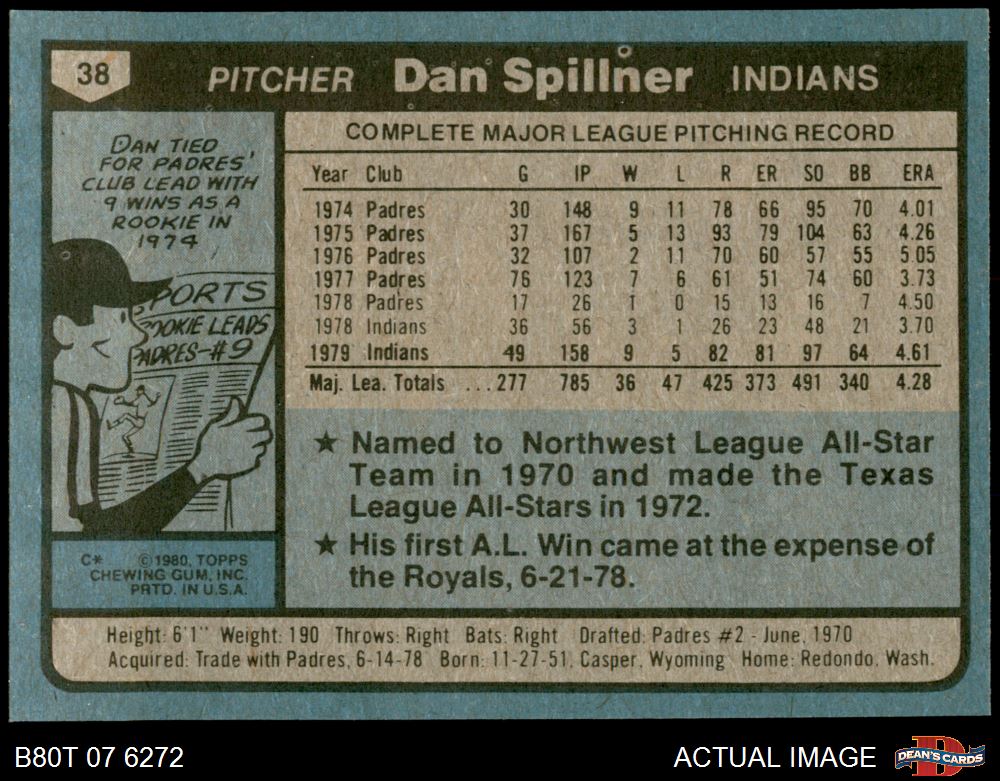 38
PITCHER Dan Spillner INDIANS
DAN TIED
FOR PADRES'
CLUB LEAD WITH
9 WINS AS A
ROOKIE IN
1974
SPORTS
ROOKIE LEADS
PADRES-#9
C* ©1980, TOPPS
CHEWING GUM, INC.
PRTD. IN U.S.A.
COMPLETE MAJOR LEAGUE PITCHING RECORD
Year Club G IP W L R ER SO BB ERA
1974 Padres 30 148 9 11 78 66 95 70 4.01
1975 Padres 37 167 5 13 93 79 104 63 4.26
1976 Padres 32 107 2 11 70 60 57 55 5.05
1977 Padres 76 123 7 6 61 51 74 60 3.73
1978 Padres 17 26 1 0 15 13 16 7 4.50
1978 Indians 36 56 3 1 26 23 48 21 3.70
1979 Indians 49 158 9 5 82 81 97 64 4.61
Maj. Lea. Totals ...277 785 36 47 425 373 491 340 4.28
★ Named to Northwest League All-Star
Team in 1970 and made the Texas
League All-Stars in 1972.
★ His first A.L. Win came at the expense of
the Royals, 6-21-78.
Height: 6'1" Weight: 190 Throws: Right Bats: Right Drafted: Padres #2 - June, 1970
Acquired: Trade with Padres, 6-14-78 Born: 11-27-51, Casper, Wyoming Home: Redondo, Wash.
B80T 07 6272
ACTUAL IMAGE
D
DEAN'S CARDS